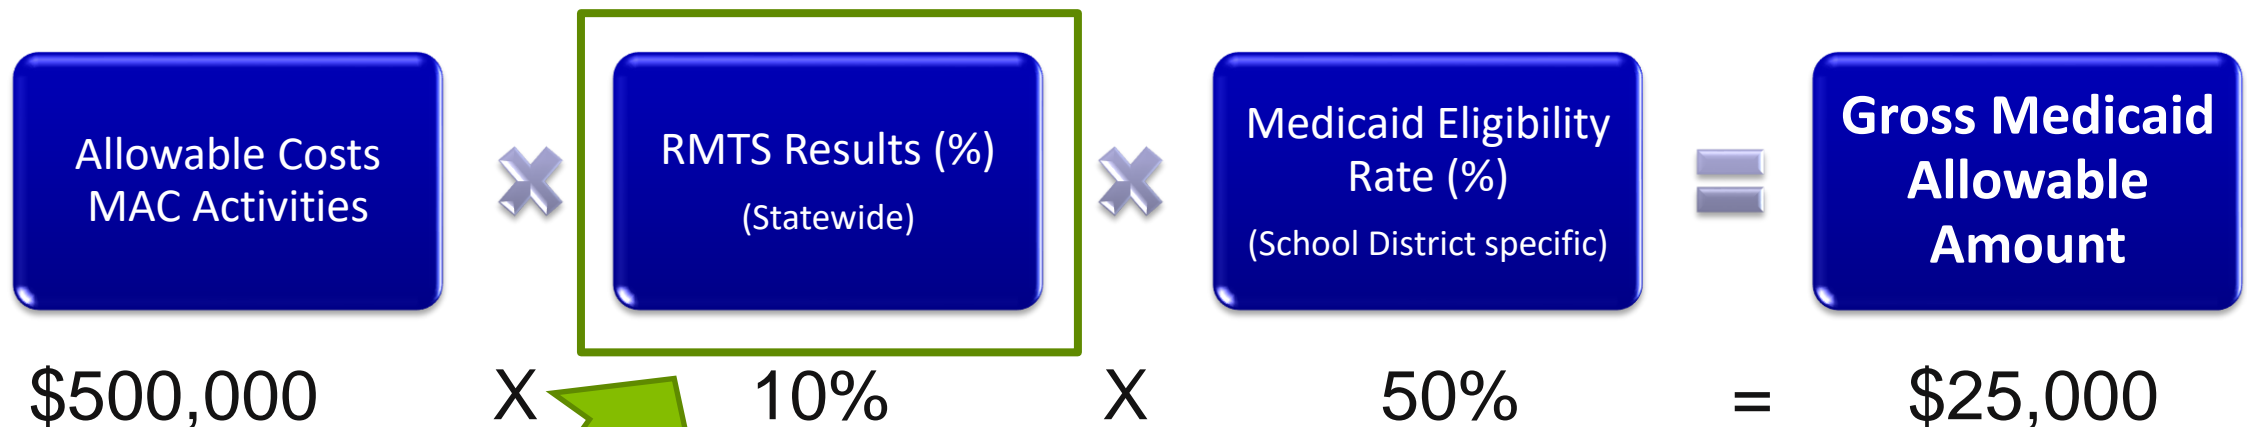 Allowable Costs
MAC Activities
RMTS Results (%)
(Statewide)
Medicaid Eligibility
Rate (%)
(School District specific)
Gross Medicaid
Allowable
Amount
$500,000 X 10% X 50% = $25,000